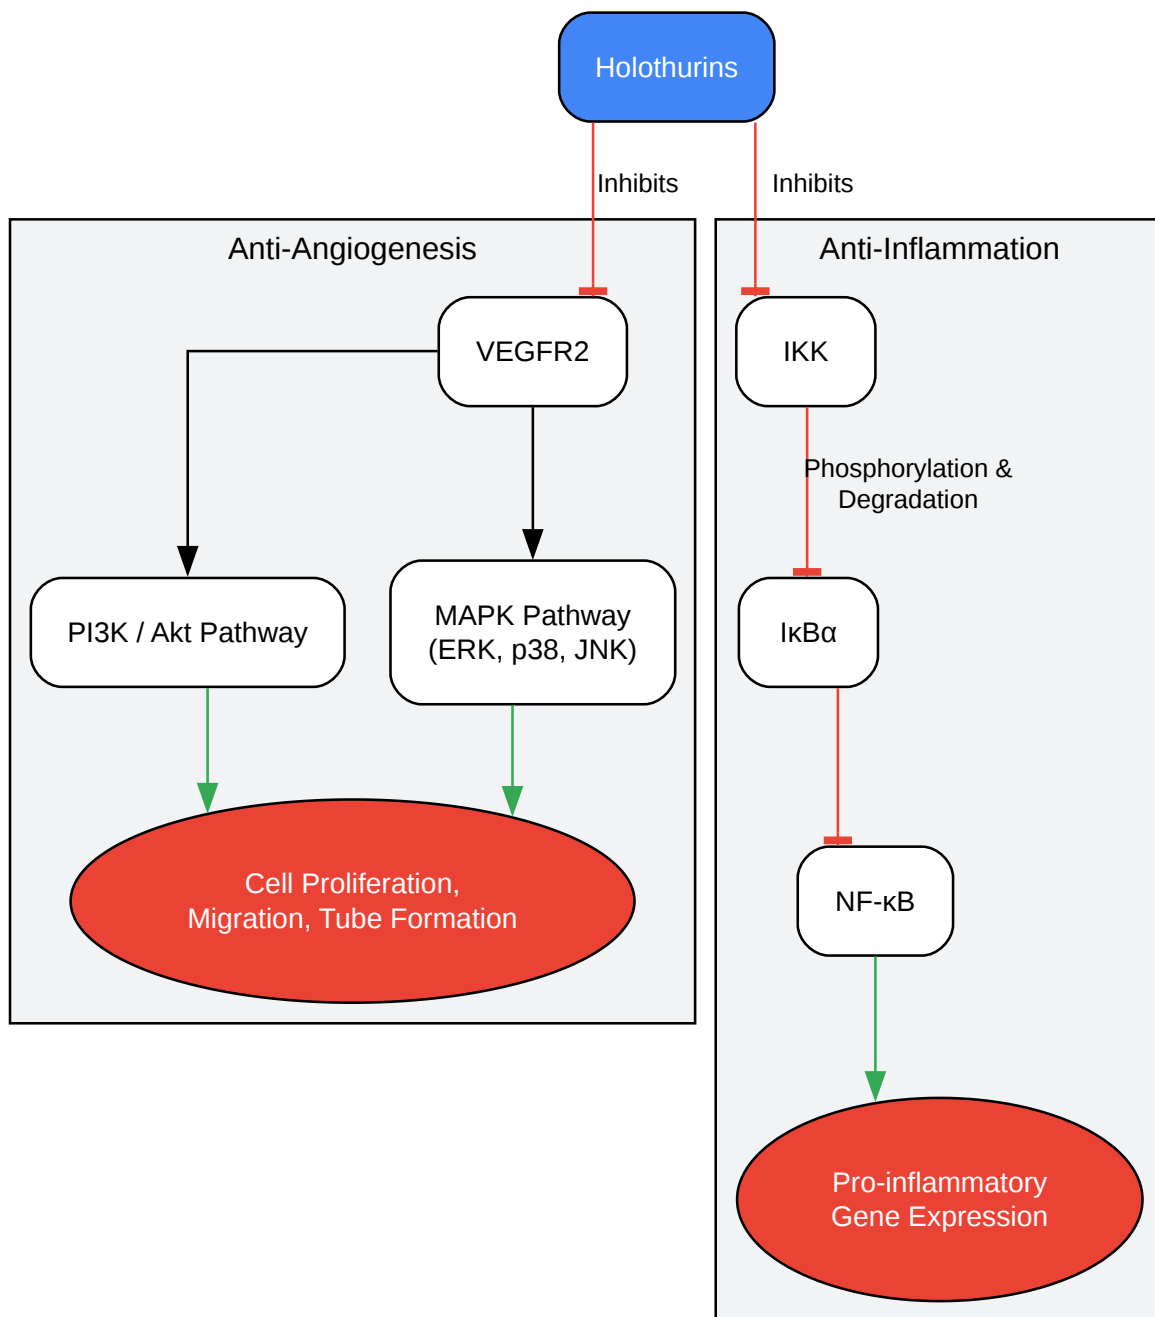 Holothurins
Inhibits
Inhibits
Anti-Angiogenesis
Anti-Inflammation
VEGFR2
IKK
Phosphorylation &
Degradation
PI3K / Akt Pathway
MAPK Pathway
(ERK, p38, JNK)
IκBα
Cell Proliferation,
Migration, Tube Formation
NF-κB
Pro-inflammatory
Gene Expression